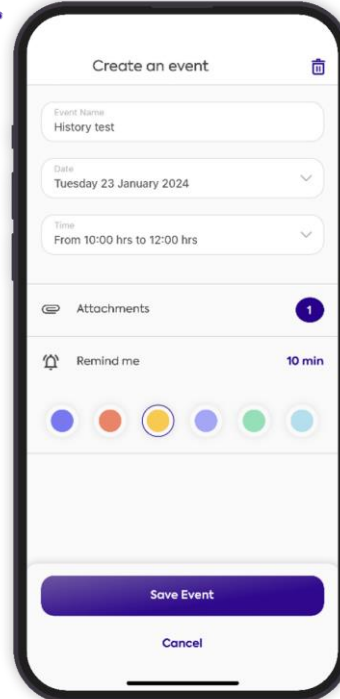 Create an event
Event Name
History test
Date
Tuesday 23 January 2024
Time
From 10:00 hrs to 12:00 hrs
Attachments
1
Remind me
10 min
Save Event
Cancel